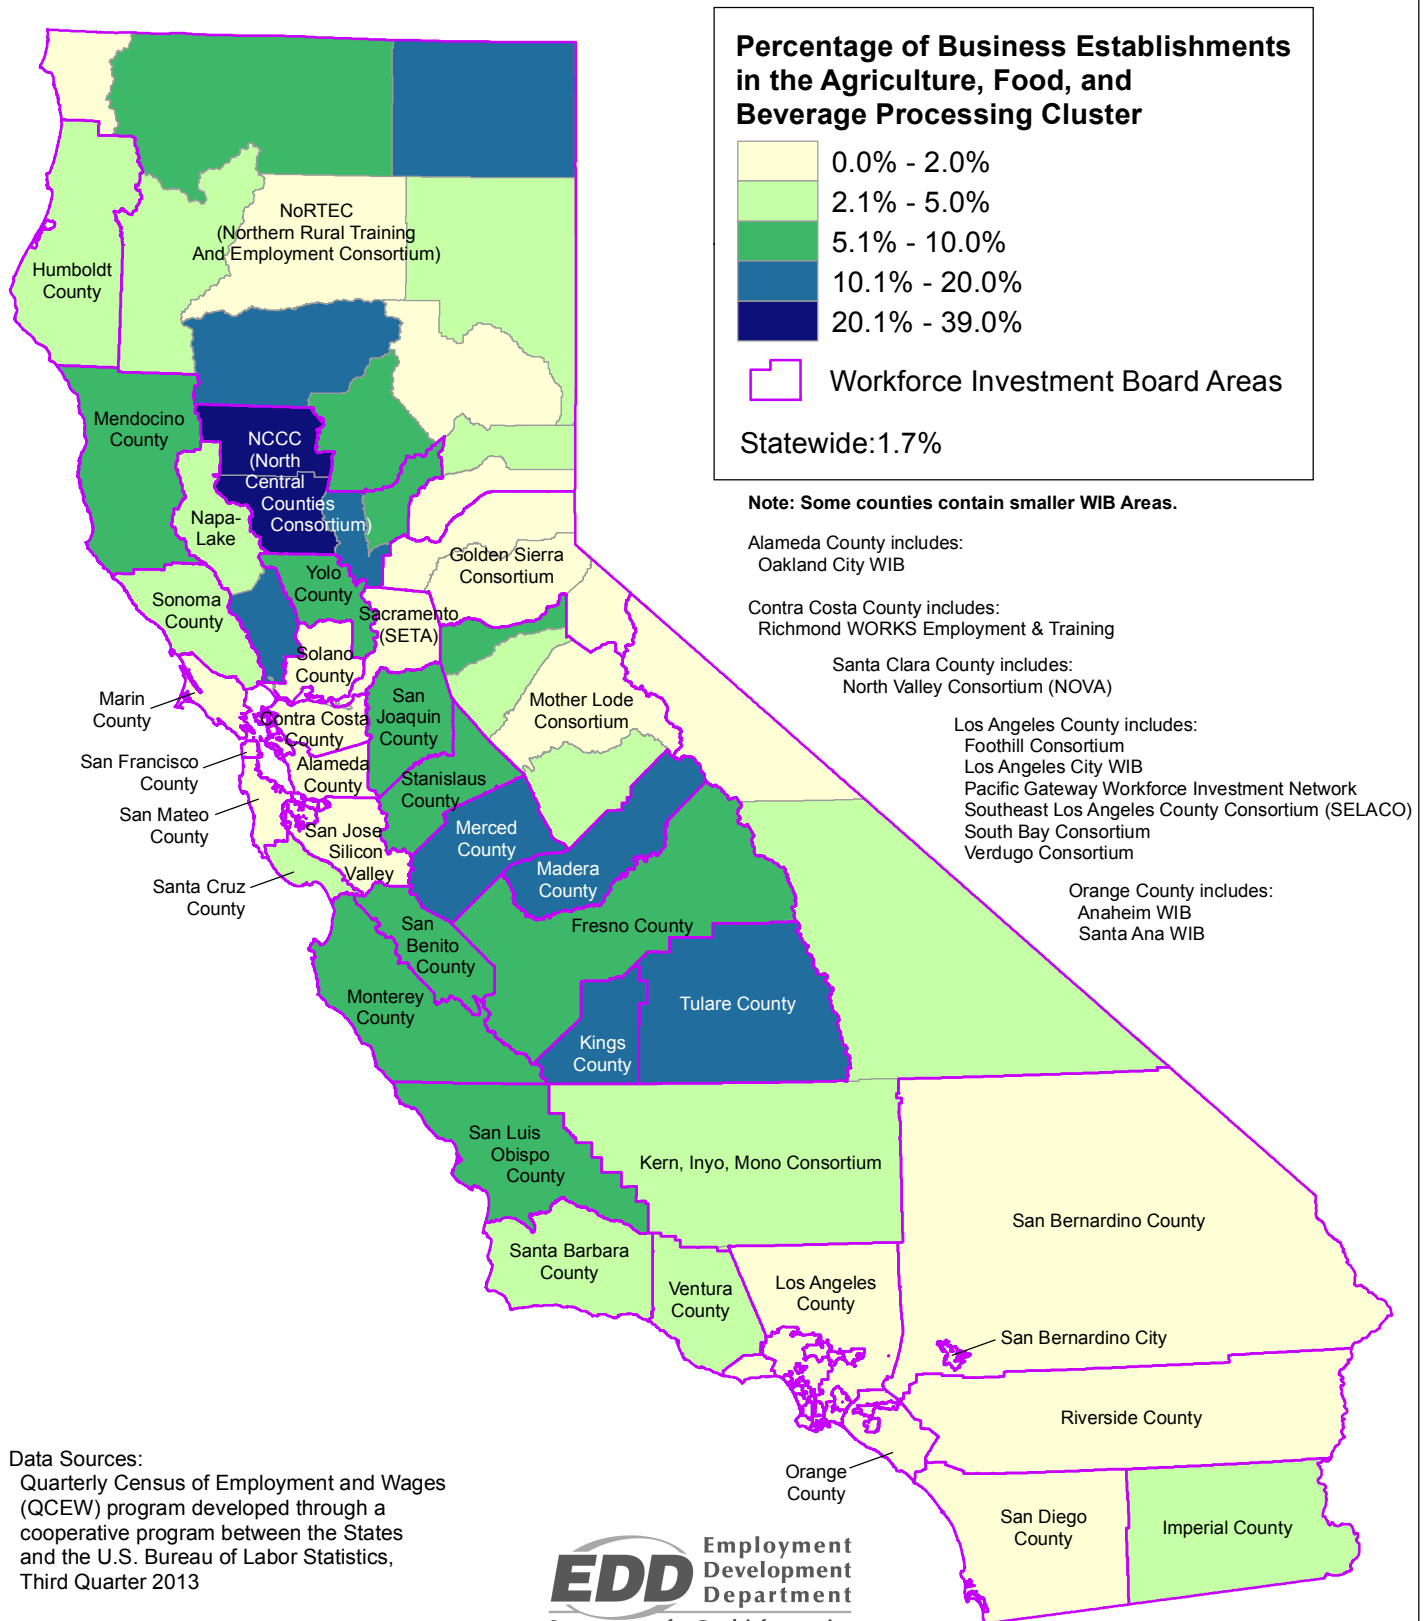 Percentage of Business Establishments
in the Agriculture, Food, and
Beverage Processing Cluster
0.0% - 2.0%
2.1% - 5.0%
5.1% - 10.0%
10.1% - 20.0%
20.1% - 39.0%
Workforce Investment Board Areas
Statewide:1.7%
Note: Some counties contain smaller WIB Areas.
Alameda County includes:
Oakland City WIB
Contra Costa County includes:
Richmond WORKS Employment & Training
Santa Clara County includes:
North Valley Consortium (NOVA)
Los Angeles County includes:
Foothill Consortium
Los Angeles City WIB
Pacific Gateway Workforce Investment Network
Southeast Los Angeles County Consortium (SELACO)
South Bay Consortium
Verdugo Consortium
Orange County includes:
Anaheim WIB
Santa Ana WIB
NoRTEC
(Northern Rural Training
And Employment Consortium)
Humboldt
County
Mendocino
County
NCCC
(North
Central
Counties
Consortium)
Napa-
Lake
Golden Sierra
Consortium
Yolo
County
Sonoma
County
Sacramento
(SETA)
Solano
County
Marin
County
San
Joaquin
County
Mother Lode
Consortium
Contra Costa
County
San Francisco
County
Alameda
County
Stanislaus
County
San Mateo
County
San Jose
Silicon
Valley
Merced
County
Madera
County
Santa Cruz
County
San
Benito
County
Fresno County
Monterey
County
Tulare County
Kings
County
San Luis
Obispo
County
Kern, Inyo, Mono Consortium
San Bernardino County
Santa Barbara
County
Ventura
County
Los Angeles
County
San Bernardino City
Riverside County
Orange
County
San Diego
County
Imperial County
Data Sources:
Quarterly Census of Employment and Wages
(QCEW) program developed through a
cooperative program between the States
and the U.S. Bureau of Labor Statistics,
Third Quarter 2013
EDD
Employment
Development
Department